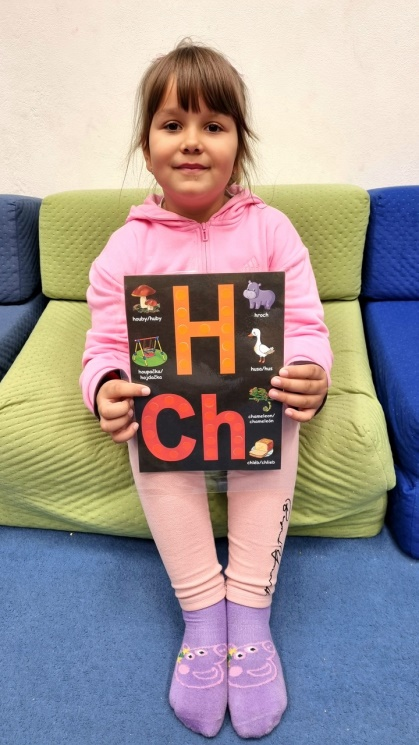 houby/huby
hroch
H
houpačka/
hojdačka
husa/hus
Ch
chameleon/
chameleón
chléb/chlieb